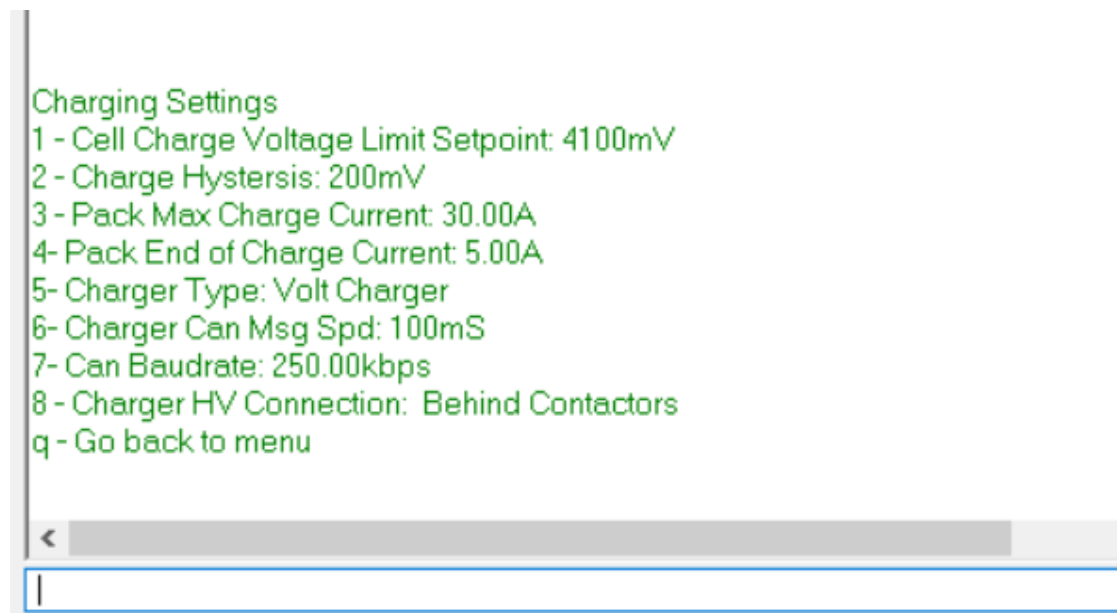 Charging Settings
1 - Cell Charge Voltage Limit Setpoint: 4100mV
2 - Charge Hystersis: 200mV
3 - Pack Max Charge Current: 30.00A
4- Pack End of Charge Current: 5.00A
5- Charger Type: Volt Charger
6- Charger Can Msg Spd: 100mS
7- Can Baudrate: 250.00kbps
8 - Charger HV Connection:  Behind Contactors
q - Go back to menu